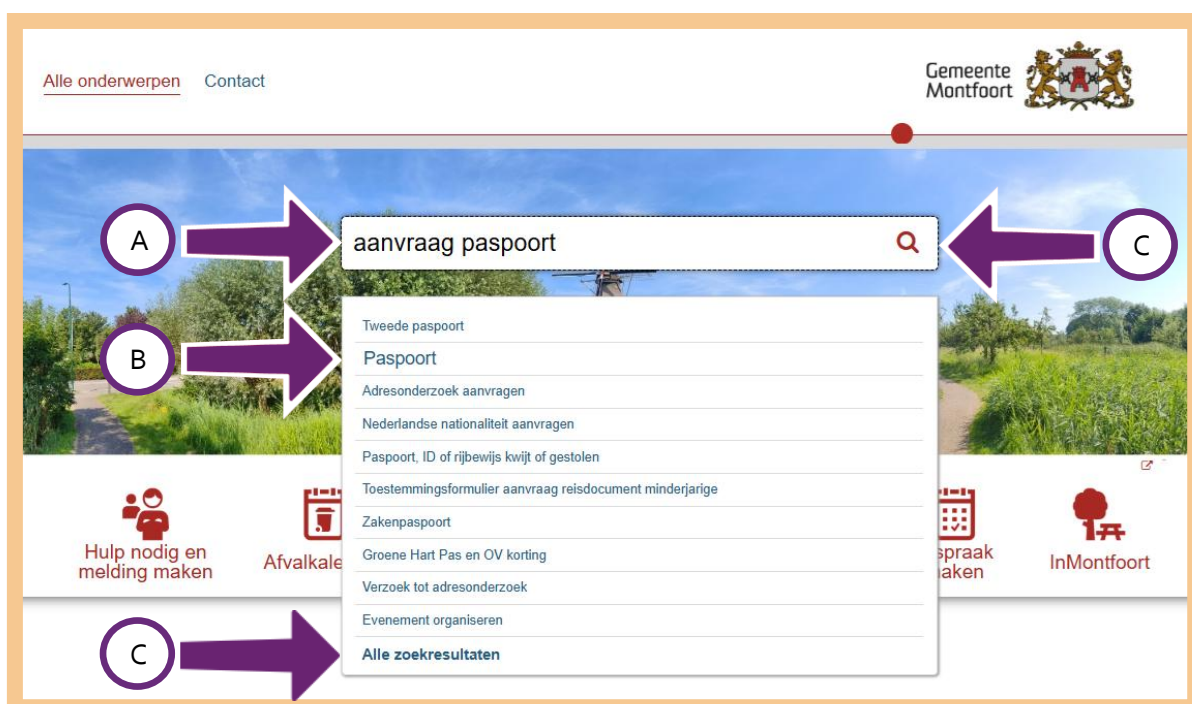 Alle onderwerpen Contact
Gemeente
Montfoort
A
aanvraag paspoort
C
Tweede paspoort
B
Paspoort
Adresonderzoek aanvragen
Nederlandse nationaliteit aanvragen
Paspoort, ID of rijbewijs kwijt of gestolen
Toestemmingsformulier aanvraag reisdocument minderjarige
Zakenpaspoort
Groene Hart Pas en OV korting
Verzoek tot adresonderzoek
Evenement organiseren
C
Alle zoekresultaten
Hulp nodig en
melding maken
Afvalkale
spraak
aken
InMontfoort